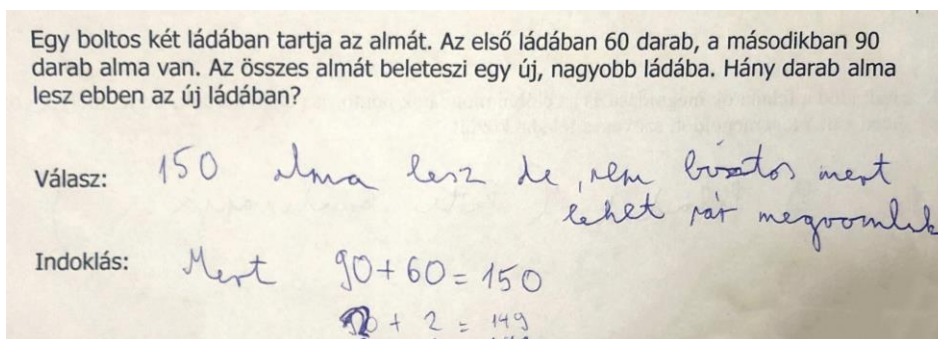 Egy boltos két ládában tartja az almát. Az első ládában 60 darab, a másodikban 90
darab alma van. Az összes almát beleteszi egy új, nagyobb ládába. Hány darab alma
lesz ebben az új ládában?
Válasz: 150 alma lesz de, nem biztos mert
lehet pár
Indoklás: Mert 90+60=150
+ 2 = 149